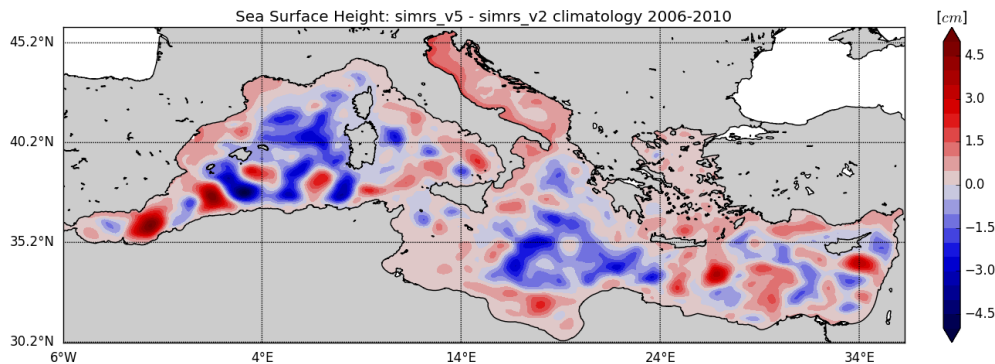 Sea Surface Height: simrs_v5 - simrs_v2 climatology 2006-2010
[cm]
45.2°N
40.2°N
35.2°N
30.2°N
6°W 4°E 14°E 24°E 34°E
4.5
3.0
1.5
0.0
−1.5
−3.0
−4.5